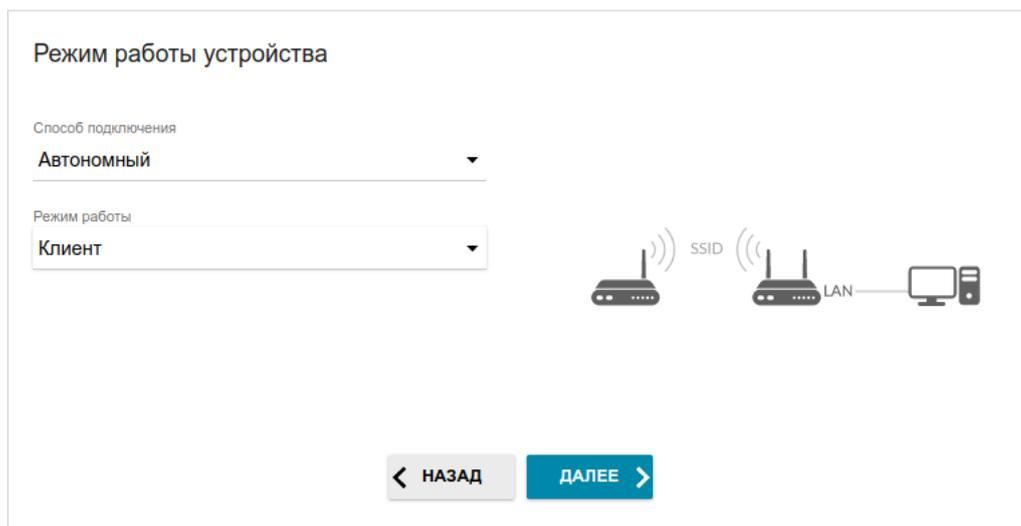 Режим работы устройства
Способ подключения
Автономный
Режим работы
Клиент
SSID
LAN
НАЗАД
ДАЛЕЕ